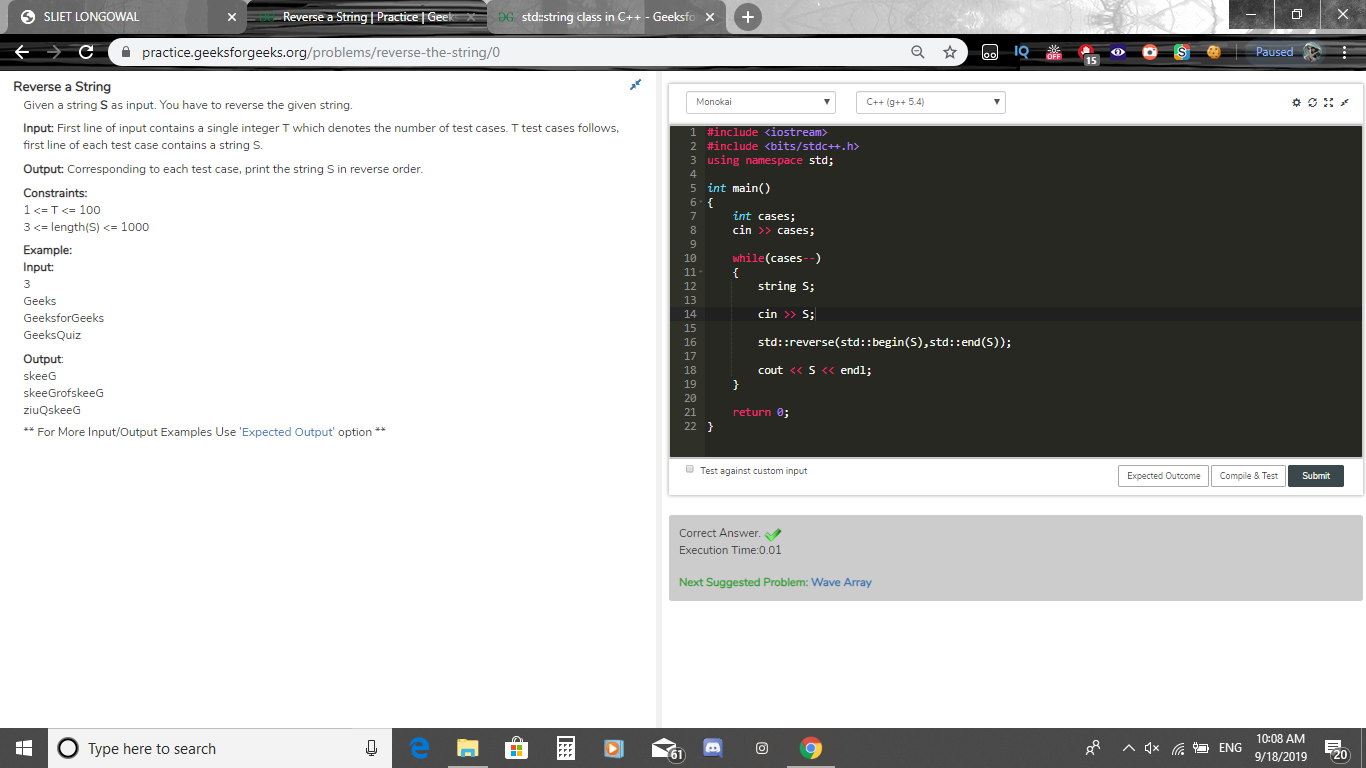 SLIET LONGOWAL
Reverse a String | Practice | Geek
std::string class in C++ - Geeksfo
practice.geeksforgeeks.org/problems/reverse-the-string/0
IQ
OFF
15
Paused
Reverse a String
Given a string S as input. You have to reverse the given string.
Input: First line of input contains a single integer T which denotes the number of test cases. T test cases follows,
first line of each test case contains a string S.
Output: Corresponding to each test case, print the string S in reverse order.
Constraints:
1 <= T <= 100
3 <= length(S) <= 1000
Example:
Input:
3
Geeks
GeeksforGeeks
GeeksQuiz
Output:
skeeG
skeeGrofskeeG
ziuQskeeG
** For More Input/Output Examples Use 'Expected Output' option **
Monokai
C++ (g++ 5.4)
1 #include <iostream>
2 #include <bits/stdc++.h>
3 using namespace std;
4
5 int main()
6 {
7 int cases;
8 cin >> cases;
9
10 while(cases--)
11 {
12 string S;
13
14 cin >> S;
15
16 std::reverse(std::begin(S),std::end(S));
17
18 cout << S << endl;
19 }
20
21 return 0;
22 }
Test against custom input
Expected Outcome
Compile & Test
Submit
Correct Answer.
Execution Time:0.01
Next Suggested Problem: Wave Array
Type here to search
61
ENG
10:08 AM
9/18/2019
20